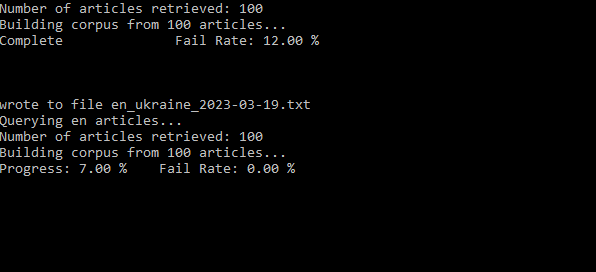 Number of articles retrieved: 100
Building corpus from 100 articles...
Complete              Fail Rate: 12.00 %
wrote to file en_ukraine_2023-03-19.txt
Querying en articles...
Number of articles retrieved: 100
Building corpus from 100 articles...
Progress: 7.00 %    Fail Rate: 0.00 %